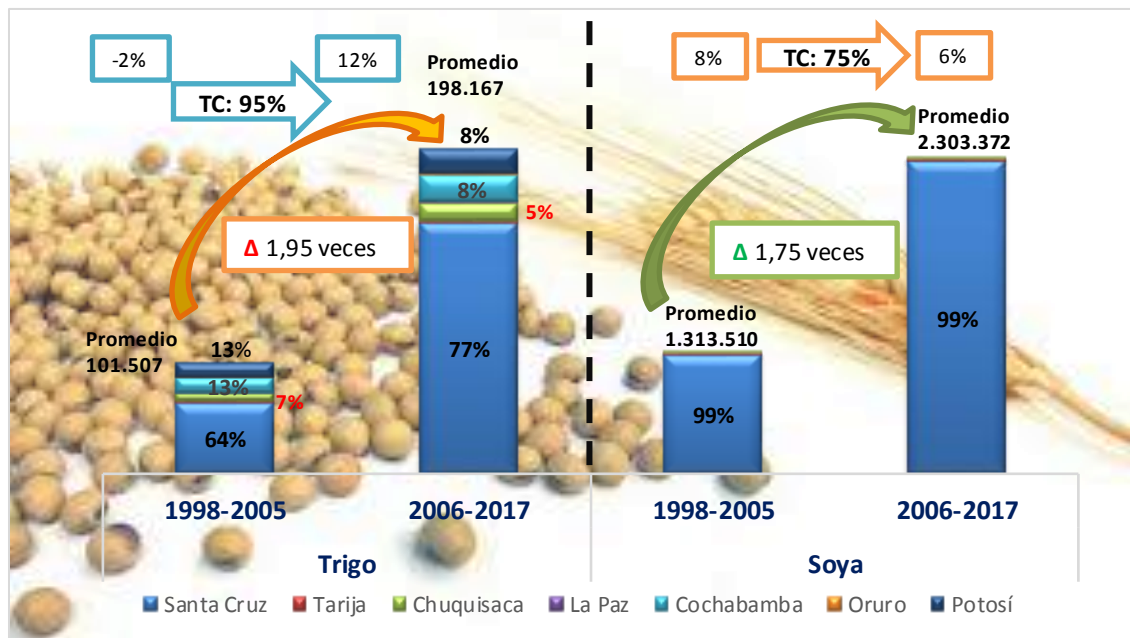 -2%
12%
TC: 95%
Promedio
198.167
8%
8%
5%
77%
Δ 1,95 veces
Promedio
101.507
13%
13%
7%
64%
8%
TC: 75%
6%
Promedio
2.303.372
99%
Δ 1,75 veces
Promedio
1.313.510
99%
1998-2005
2006-2017
1998-2005
2006-2017
Trigo
Soya
Santa Cruz
Tarija
Chuquisaca
La Paz
Cochabamba
Oruro
Potosí